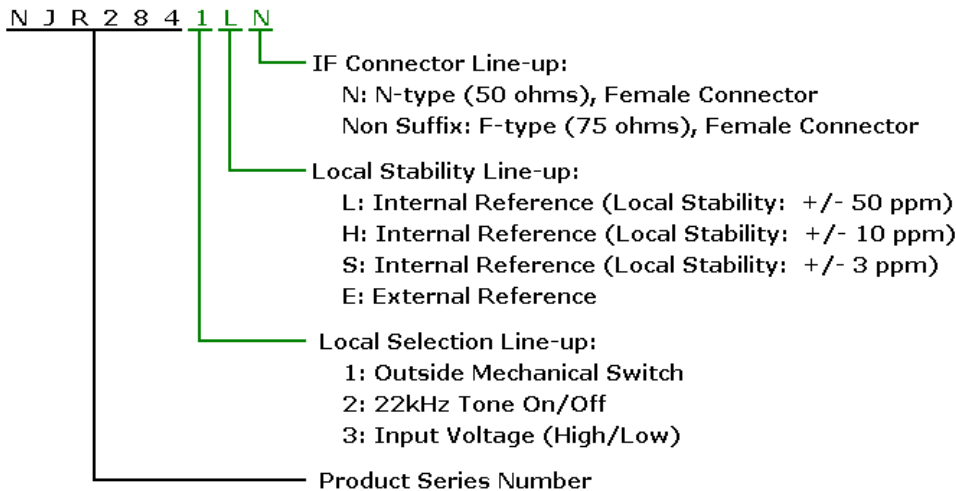 N J R 2 8 4 1 L N
IF Connector Line-up:
N: N-type (50 ohms), Female Connector
Non Suffix: F-type (75 ohms), Female Connector
Local Stability Line-up:
L: Internal Reference (Local Stability: +/- 50 ppm)
H: Internal Reference (Local Stability: +/- 10 ppm)
S: Internal Reference (Local Stability: +/- 3 ppm)
E: External Reference
Local Selection Line-up:
1: Outside Mechanical Switch
2: 22kHz Tone On/Off
3: Input Voltage (High/Low)
Product Series Number